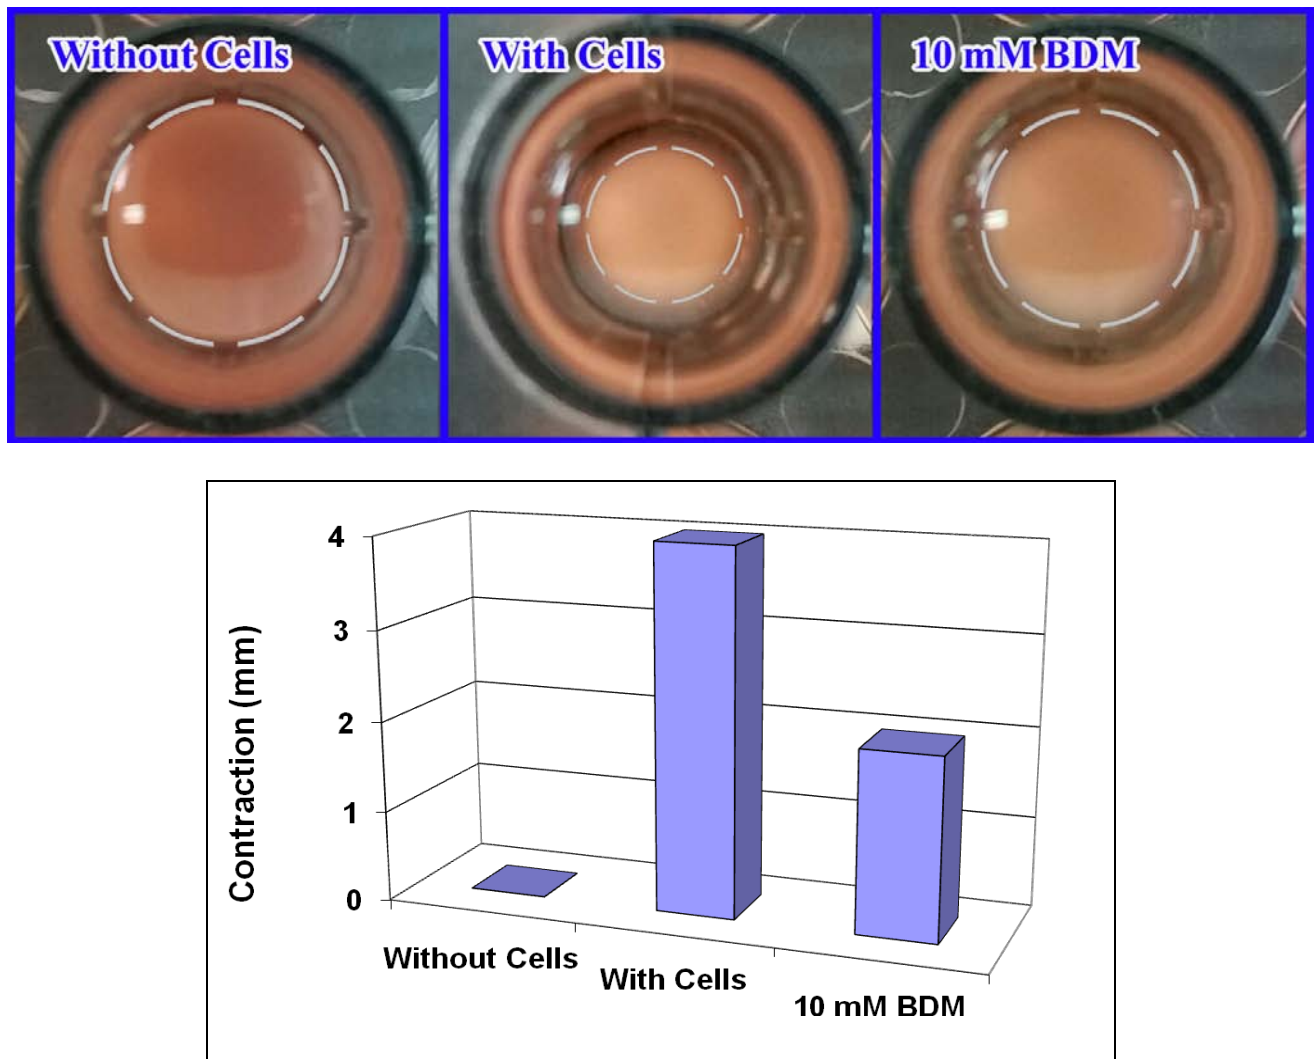 Without Cells
With Cells
10 mM BDM
4
3
2
1
0
Contraction (mm)
Without Cells
With Cells
10 mM BDM